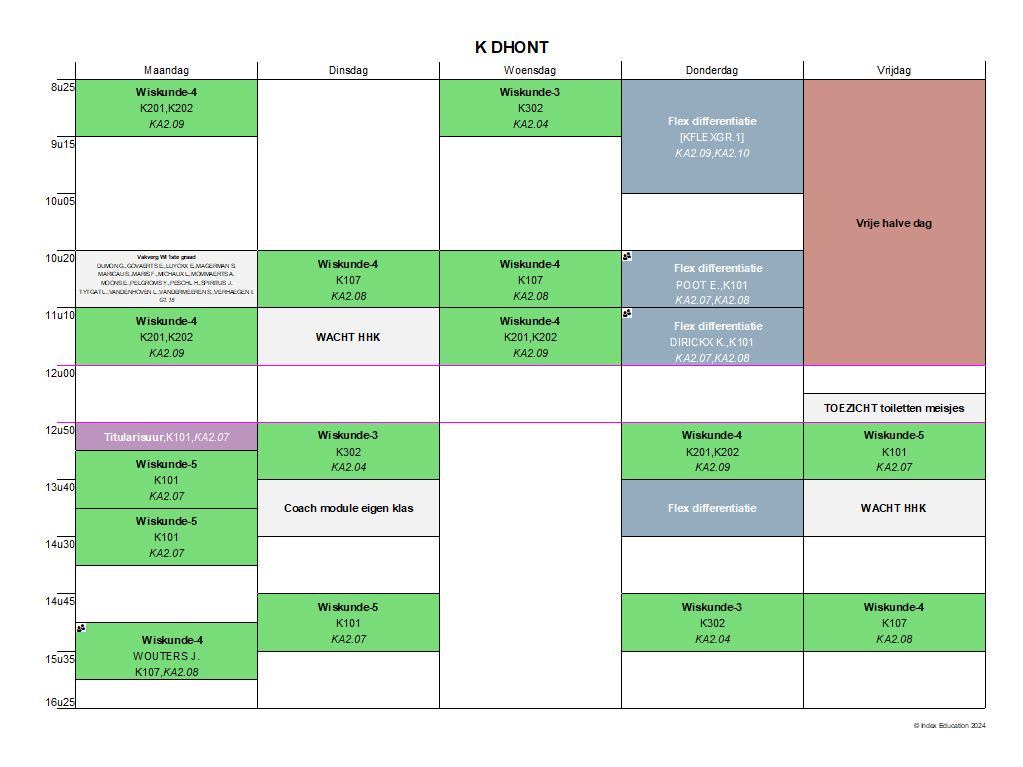 K DHONT
Maandag Dinsdag Woensdag Donderdag Vrijdag
8u25
9u15
10u05
10u20
11u10
12u00
12u50
13u40
14u30
14u45
15u35
16u25
Wiskunde-4
K201,K202
KA2.09
Vakverg WI 1ste graad
DUMON G., GOVAERTS E., LUYCKX E., MAGERMAN S.
MARICAU S., MARIS F., MICHAUX L., MOMMAERTS A.
MOONS E., PELGROMS Y., PESCHL H., SPIRITUS J.
TYTGAT L., VANDENHOVEN L., VANDERMEEREN S., VERHAEGEN I.
G1.18
Wiskunde-4
K201,K202
KA2.09
Titularisuur,K101,KA2.07
Wiskunde-5
K101
KA2.07
Wiskunde-5
K101
KA2.07
Wiskunde-4
WOUTERS J.
K107,KA2.08
Wiskunde-4
K107
KA2.08
WACHT HHK
Wiskunde-3
K302
KA2.04
Coach module eigen klas
Wiskunde-5
K101
KA2.07
Wiskunde-3
K302
KA2.04
Wiskunde-4
K107
KA2.08
Wiskunde-4
K201,K202
KA2.09
Flex differentiatie
[KFLEXGR.1]
KA2.09,KA2.10
Flex differentiatie
POOT E.,K101
KA2.07,KA2.08
Flex differentiatie
DIRICKX K.,K101
KA2.07,KA2.08
Wiskunde-4
K201,K202
KA2.09
Flex differentiatie
Wiskunde-3
K302
KA2.04
Vrije halve dag
TOEZICHT toiletten meisjes
Wiskunde-5
K101
KA2.07
WACHT HHK
Wiskunde-4
K107
KA2.08
© Index Education 2024